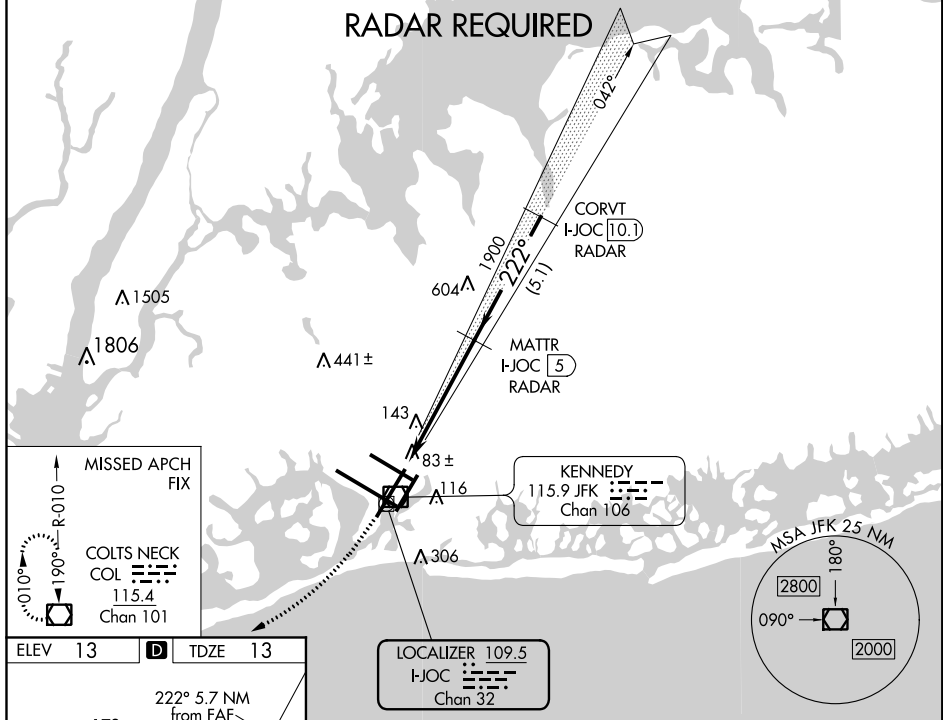 RADAR REQUIRED
042°
CORVT
I-JOC 10.1
RADAR
1900
222°
(5.1)
604
1505
1806
441±
MATTR
I-JOC 5
RADAR
143
83±
116
306
KENNEDY
115.9 JFK
Chan 106
MISSED APCH
FIX
R-010
190°
010°
COLTS NECK
COL
115.4
Chan 101
MSA JFK 25 NM
180°
2800
090°
2000
LOCALIZER 109.5
I-JOC
Chan 32
ELEV 13 D TDZE 13
222° 5.7 NM
from FAF